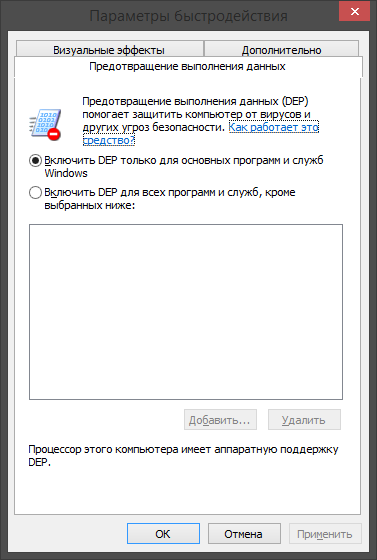 Параметры быстродействия
Визуальные эффекты
Дополнительно
Предотвращение выполнения данных
Предотвращение выполнения данных (DEP)
помогает защитить компьютер от вирусов и
других угроз безопасности. Как работает это
средство?
Включить DEP только для основных программ и служб
Windows
Включить DEP для всех программ и служб, кроме
выбранных ниже:
Добавить...
Удалить
Процессор этого компьютера имеет аппаратную поддержку
DEP.
ОК
Отмена
Применить